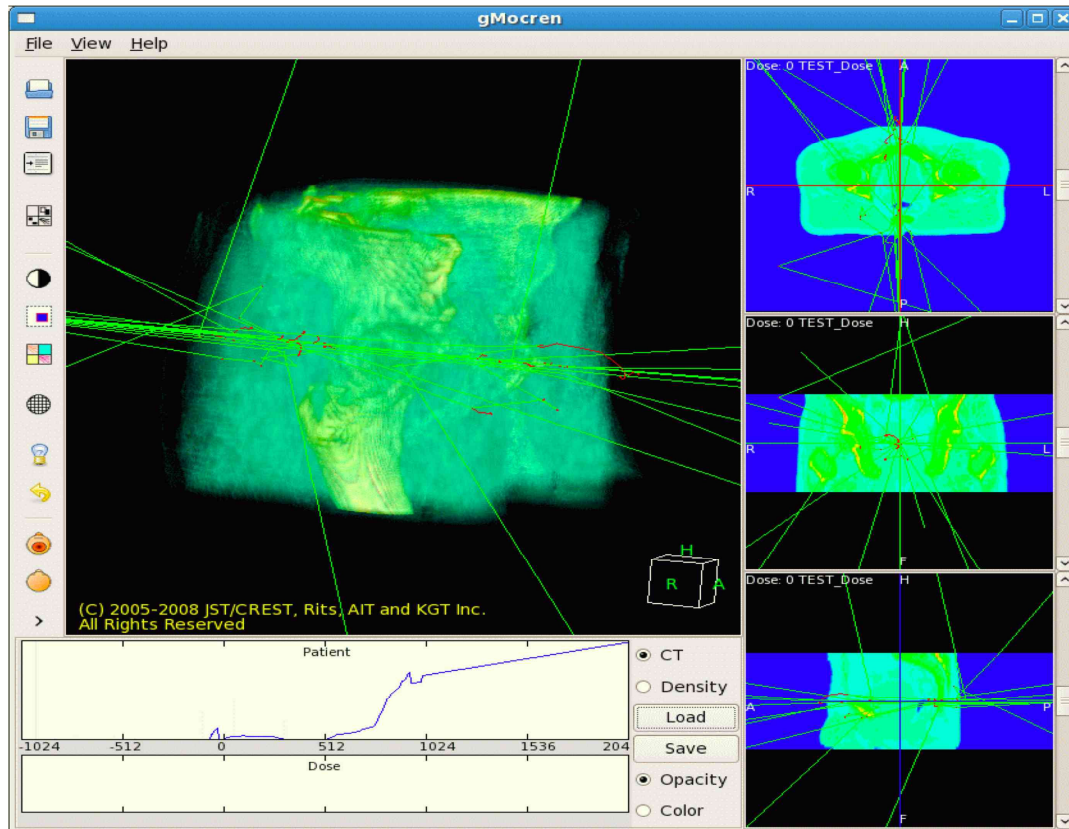 gMocren
File View Help
Dose: 0 TEST_Dose A
R L
P
Dose: 0 TEST_Dose H
R L
F
Dose: 0 TEST_Dose H
A P
F
H
R A
(C) 2005-2008 JST/CREST, Rits, AIT and KGT Inc.
All Rights Reserved
Patient
-1024 -512 0 512 1024 1536 204
Dose
CT
Density
Load
Save
Opacity
Color